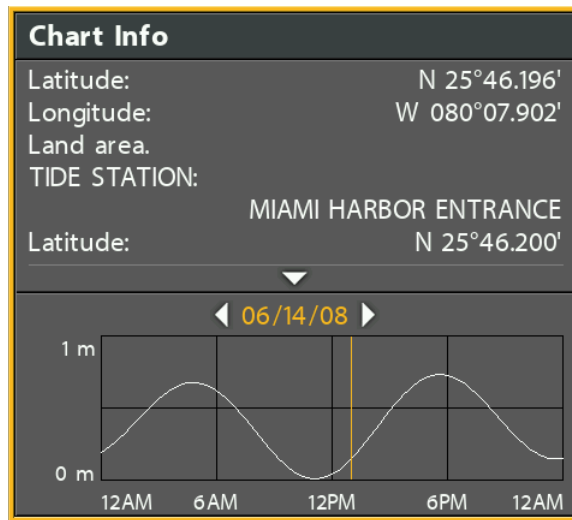 Chart Info
Latitude: N 25°46.196'
Longitude: W 080°07.902'
Land area.
TIDE STATION:
MIAMI HARBOR ENTRANCE
Latitude: N 25°46.200'
06/14/08
1 m
0 m
12AM 6AM 12PM 6PM 12AM